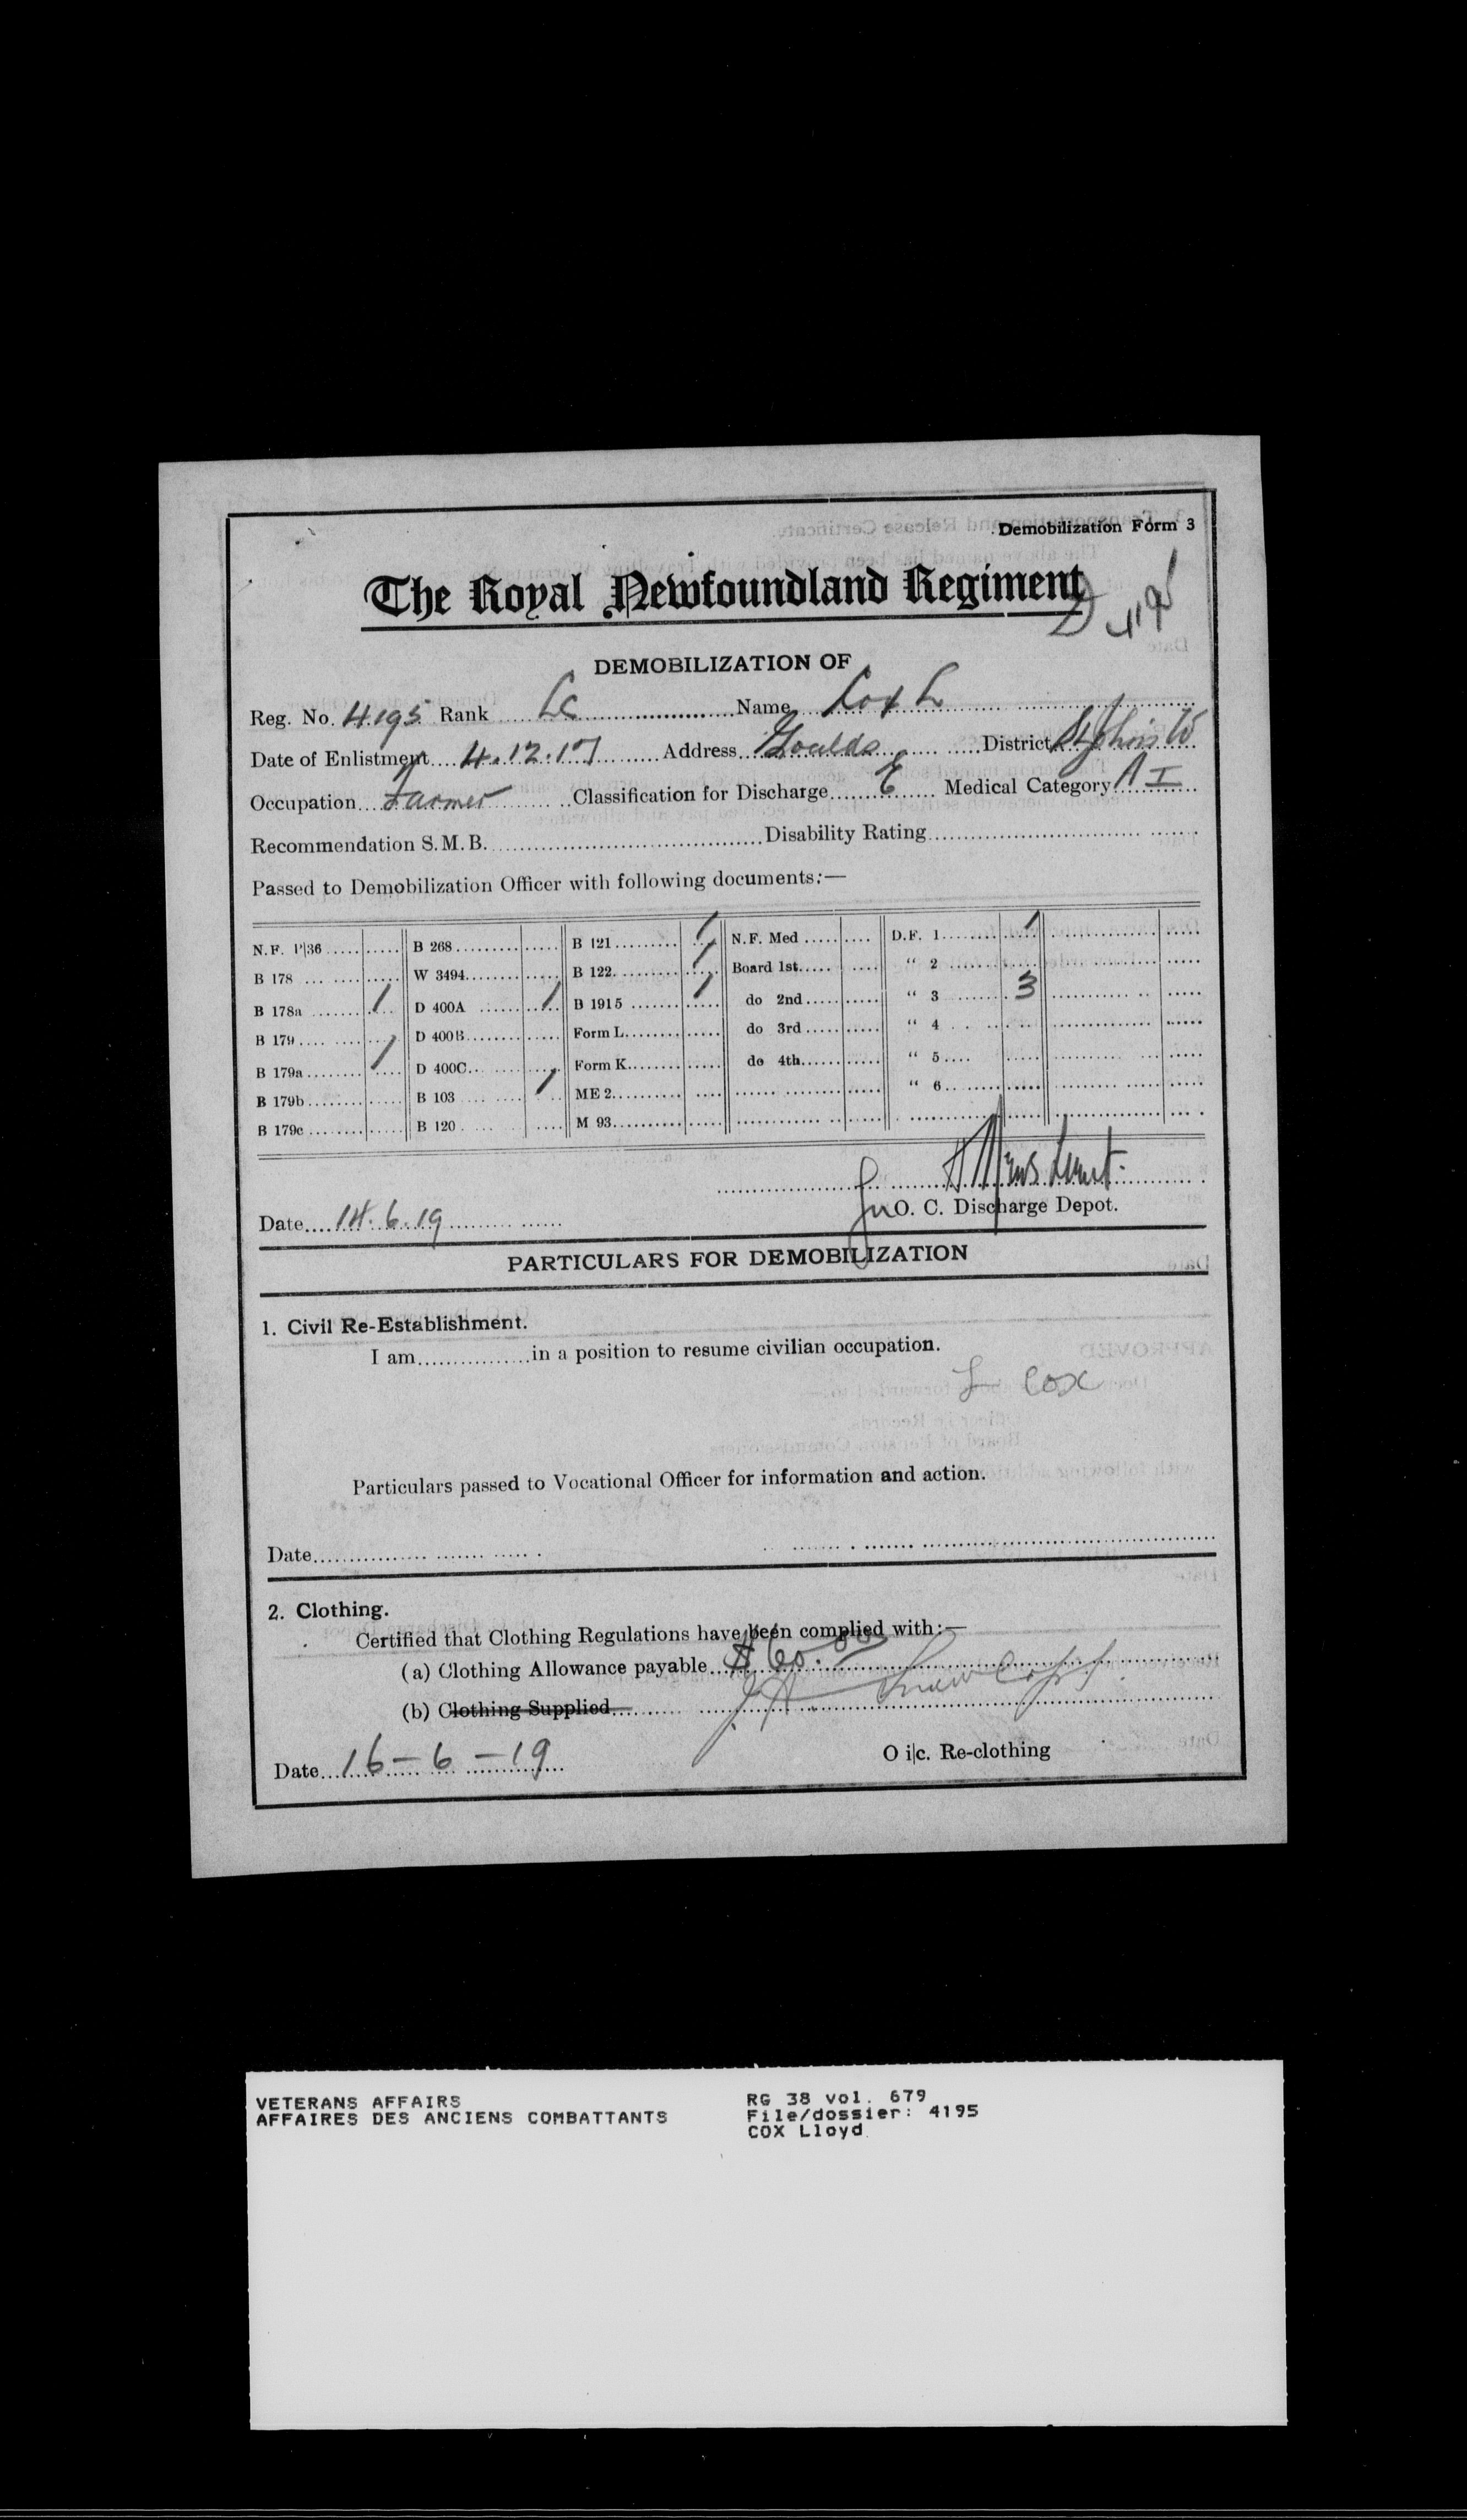 Demobilization Form 3
The Royal Newfoundland Regiment
DEMOBILIZATION OF
Reg. No. 4195 Rank LC Name Cox L
Date of Enlistment 4.12.17 Address Goulds District St Johns W
Occupation Farmer Classification for Discharge E Medical Category A I
Recommendation S.M.B. Disability Rating
Passed to Demobilization Officer with following documents:—
N.F. P|36 B 268 B 121 1 N.F. Med D.F. 1 1
B 178 W 3494 B 122 1 Board 1st " 2
B 178a 1 D 400A 1 B 1915 1 do 2nd " 3 3
B 179 D 400B Form L do 3rd " 4
B 179a 1 D 400C Form K do 4th " 5
B 179b B 103 1 ME 2 " 6
B 179c B 120 M 93
Date 14.6.19 for O. C. Discharge Depot.
PARTICULARS FOR DEMOBILIZATION
1. Civil Re-Establishment.
I am in a position to resume civilian occupation.
L Cox
Particulars passed to Vocational Officer for information and action.
Date
2. Clothing.
Certified that Clothing Regulations have been complied with:—
(a) Clothing Allowance payable $60.00
(b) Clothing Supplied
Date 16-6-19 O i|c. Re-clothing
VETERANS AFFAIRS RG 38 vol. 679
AFFAIRES DES ANCIENS COMBATTANTS File/dossier: 4195
COX Lloyd